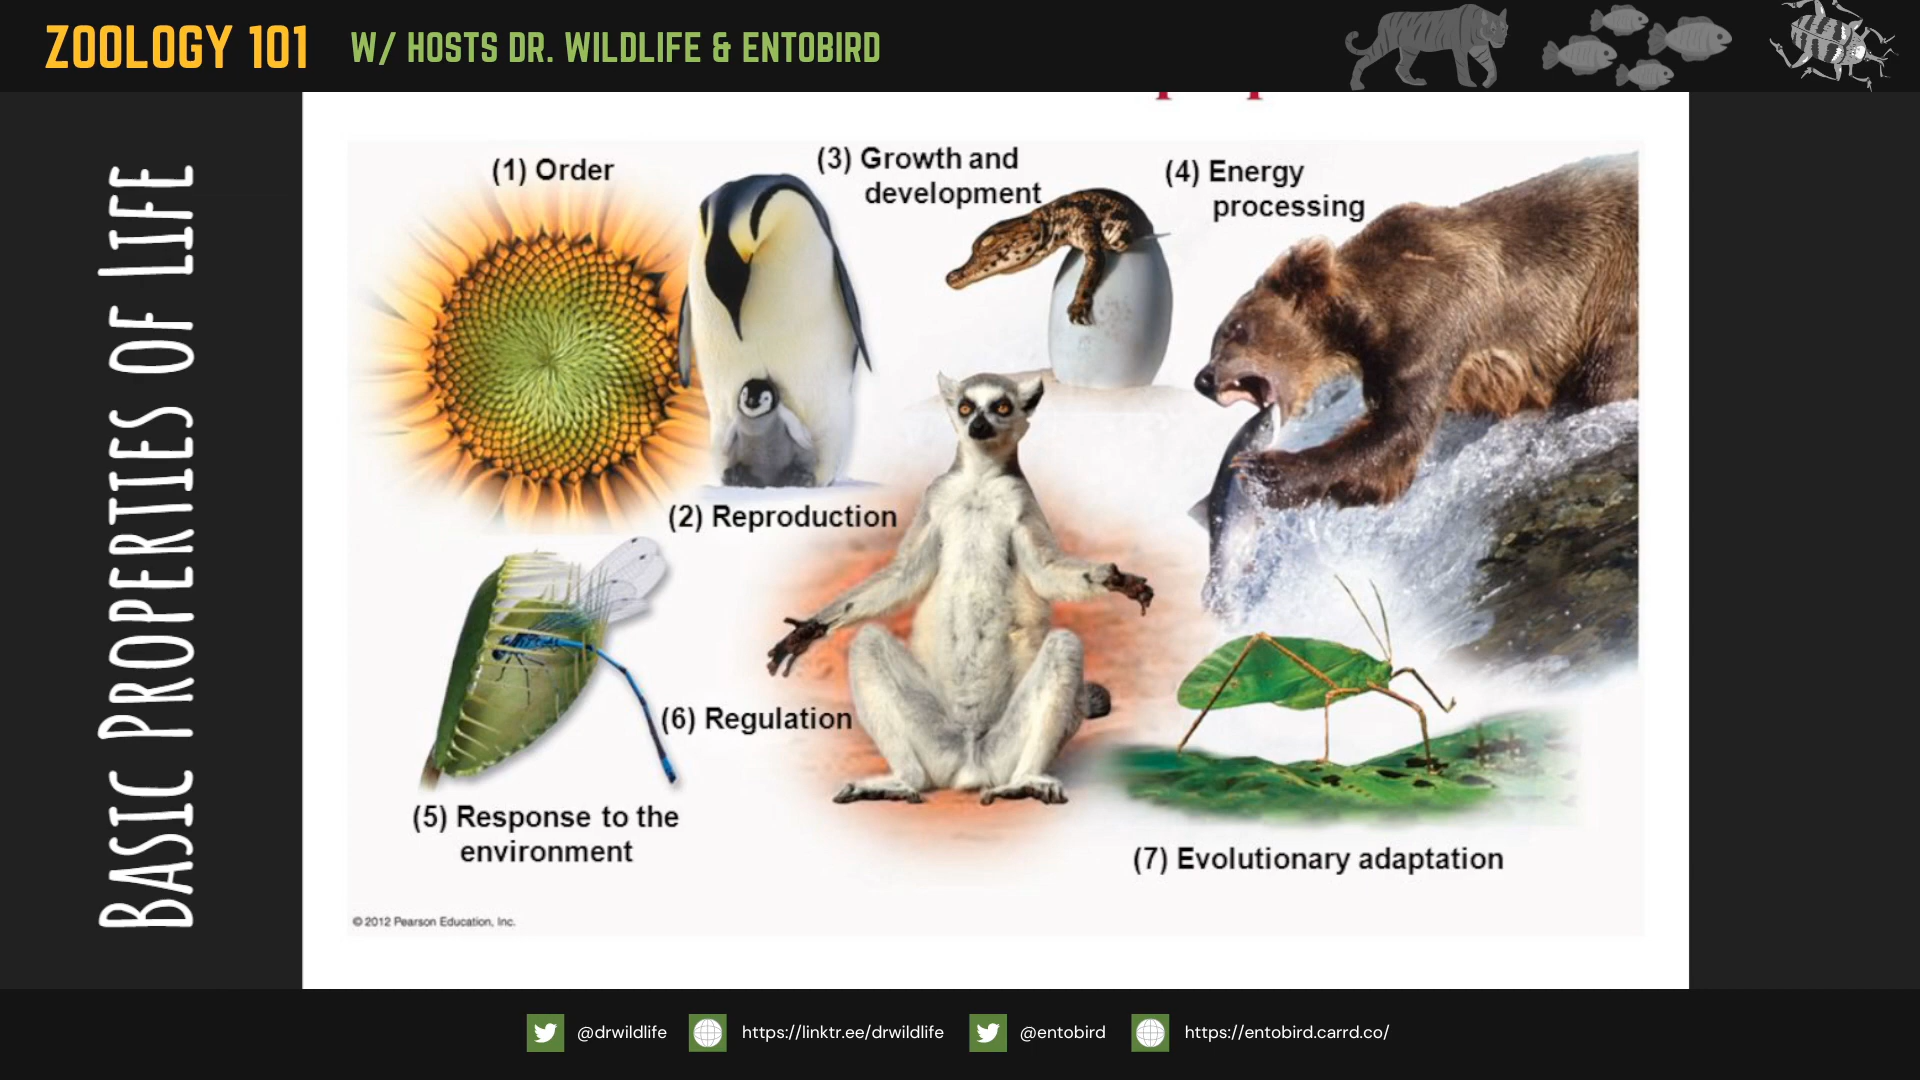 ZOOLOGY 101
W/ HOSTS DR. WILDLIFE & ENTOBIRD
BASIC PROPERTIES OF LIFE
(1) Order
(2) Reproduction
(3) Growth and
development
(4) Energy
processing
(5) Response to the
environment
(6) Regulation
(7) Evolutionary adaptation
© 2012 Pearson Education, Inc.
@drwildlife
https://linktr.ee/drwildlife
@entobird
https://entobird.carrd.co/